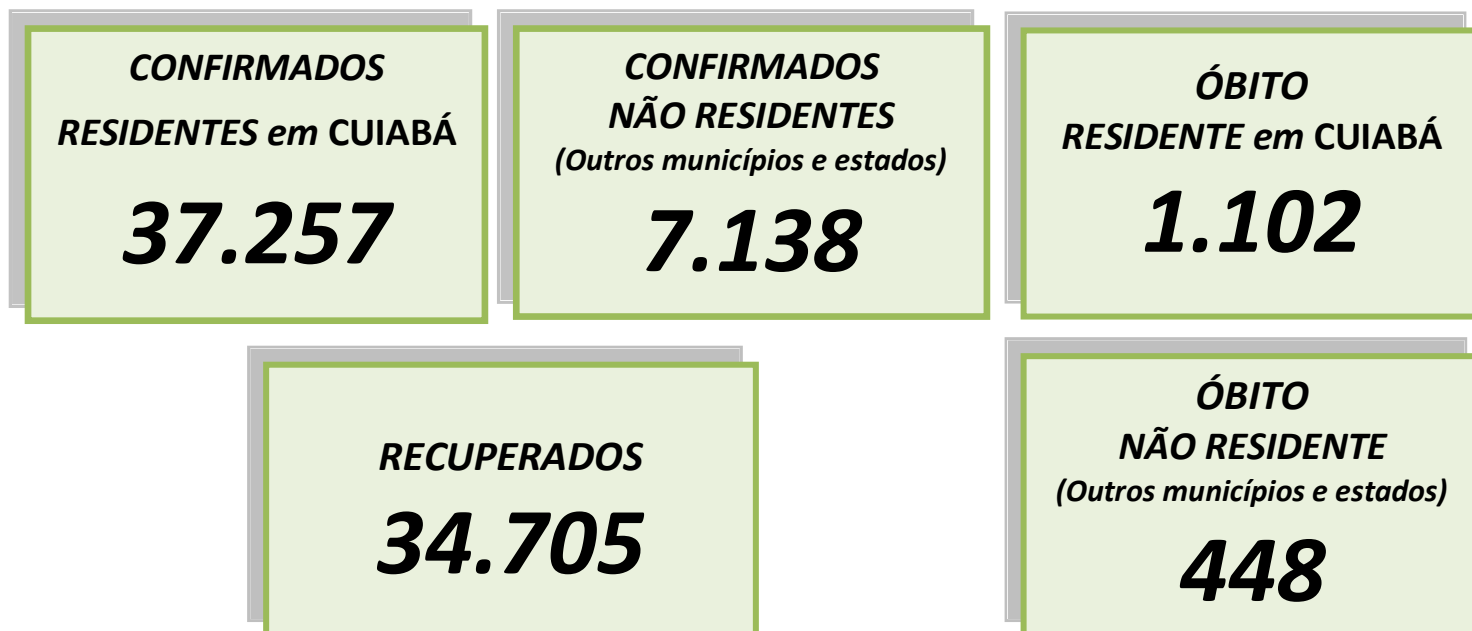 CONFIRMADOS
RESIDENTES em CUIABÁ
37.257
CONFIRMADOS
NÃO RESIDENTES
(Outros municípios e estados)
7.138
ÓBITO
RESIDENTE em CUIABÁ
1.102
RECUPERADOS
34.705
ÓBITO
NÃO RESIDENTE
(Outros municípios e estados)
448